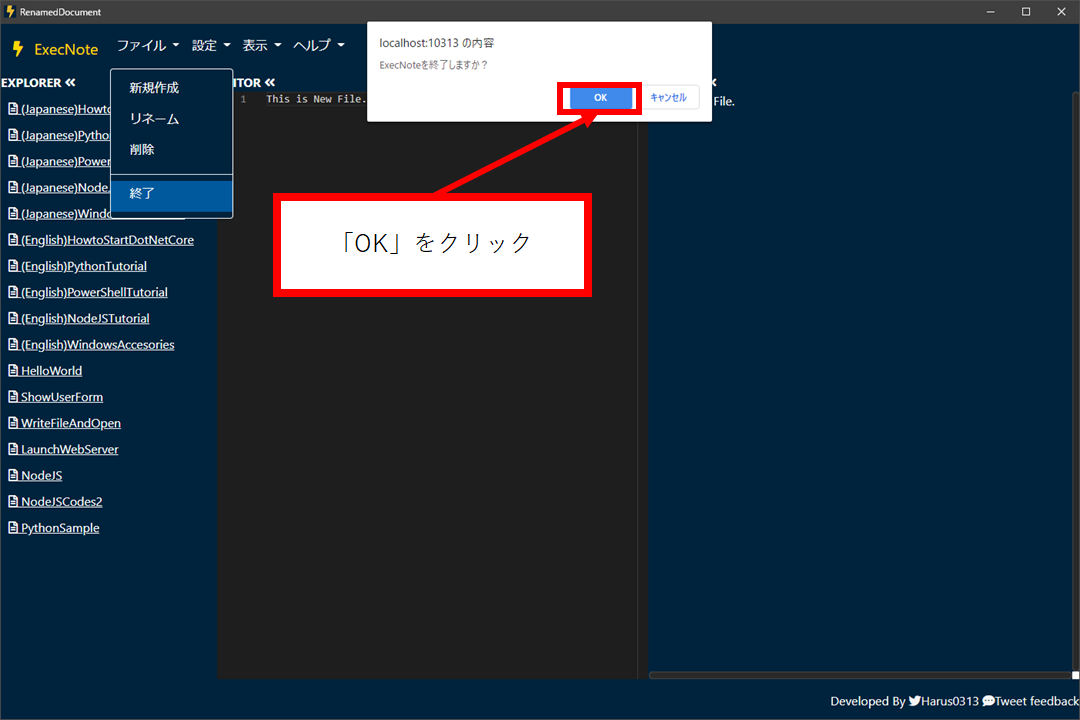 RenamedDocument
ExecNote ファイル 設定 表示 ヘルプ
localhost:10313 の内容
ExecNoteを終了しますか？
OK キャンセル
EXPLORER
ITOR
新規作成
リネーム
削除
終了
1 This is New File.
File.
(Japanese)Howto
(Japanese)Pytho
(Japanese)Power
(Japanese)Node
(Japanese)Windo
(English)HowtoStartDotNetCore
(English)PythonTutorial
(English)PowerShellTutorial
(English)NodeJSTutorial
(English)WindowsAccesories
HelloWorld
ShowUserForm
WriteFileAndOpen
LaunchWebServer
NodeJS
NodeJSCodes2
PythonSample
「OK」をクリック
Developed By Harus0313 Tweet feedback